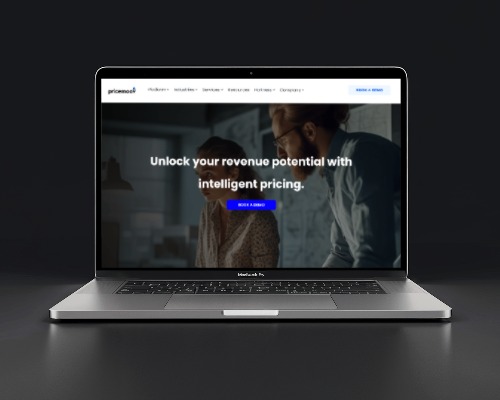 pricemoov
Platform Industries Services Resources Partners Company BOOK A DEMO
Unlock your revenue potential with
intelligent pricing.
BOOK A DEMO
MacBook Pro